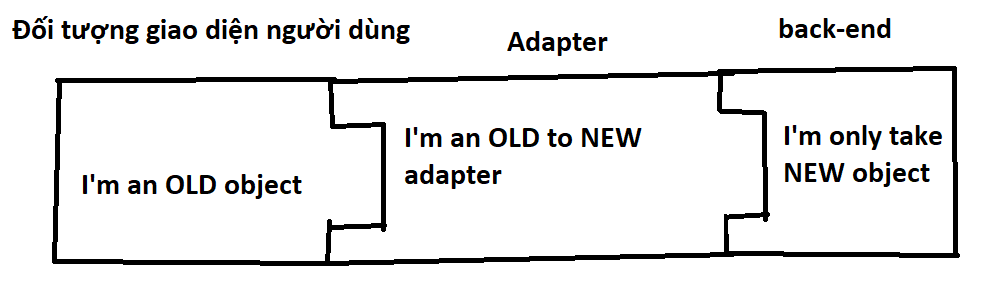 Đối tượng giao diện người dùng
Adapter
back-end
I'm an OLD object
I'm an OLD to NEW
adapter
I'm only take
NEW object